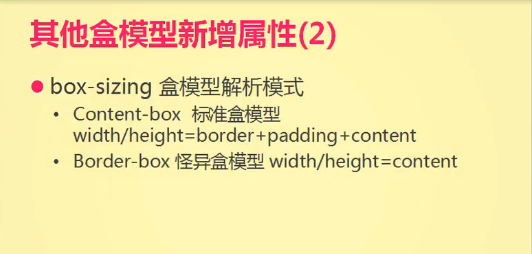 其他盒模型新增属性(2)
box-sizing 盒模型解析模式
Content-box 标准盒模型
width/height=border+padding+content
Border-box 怪异盒模型 width/height=content